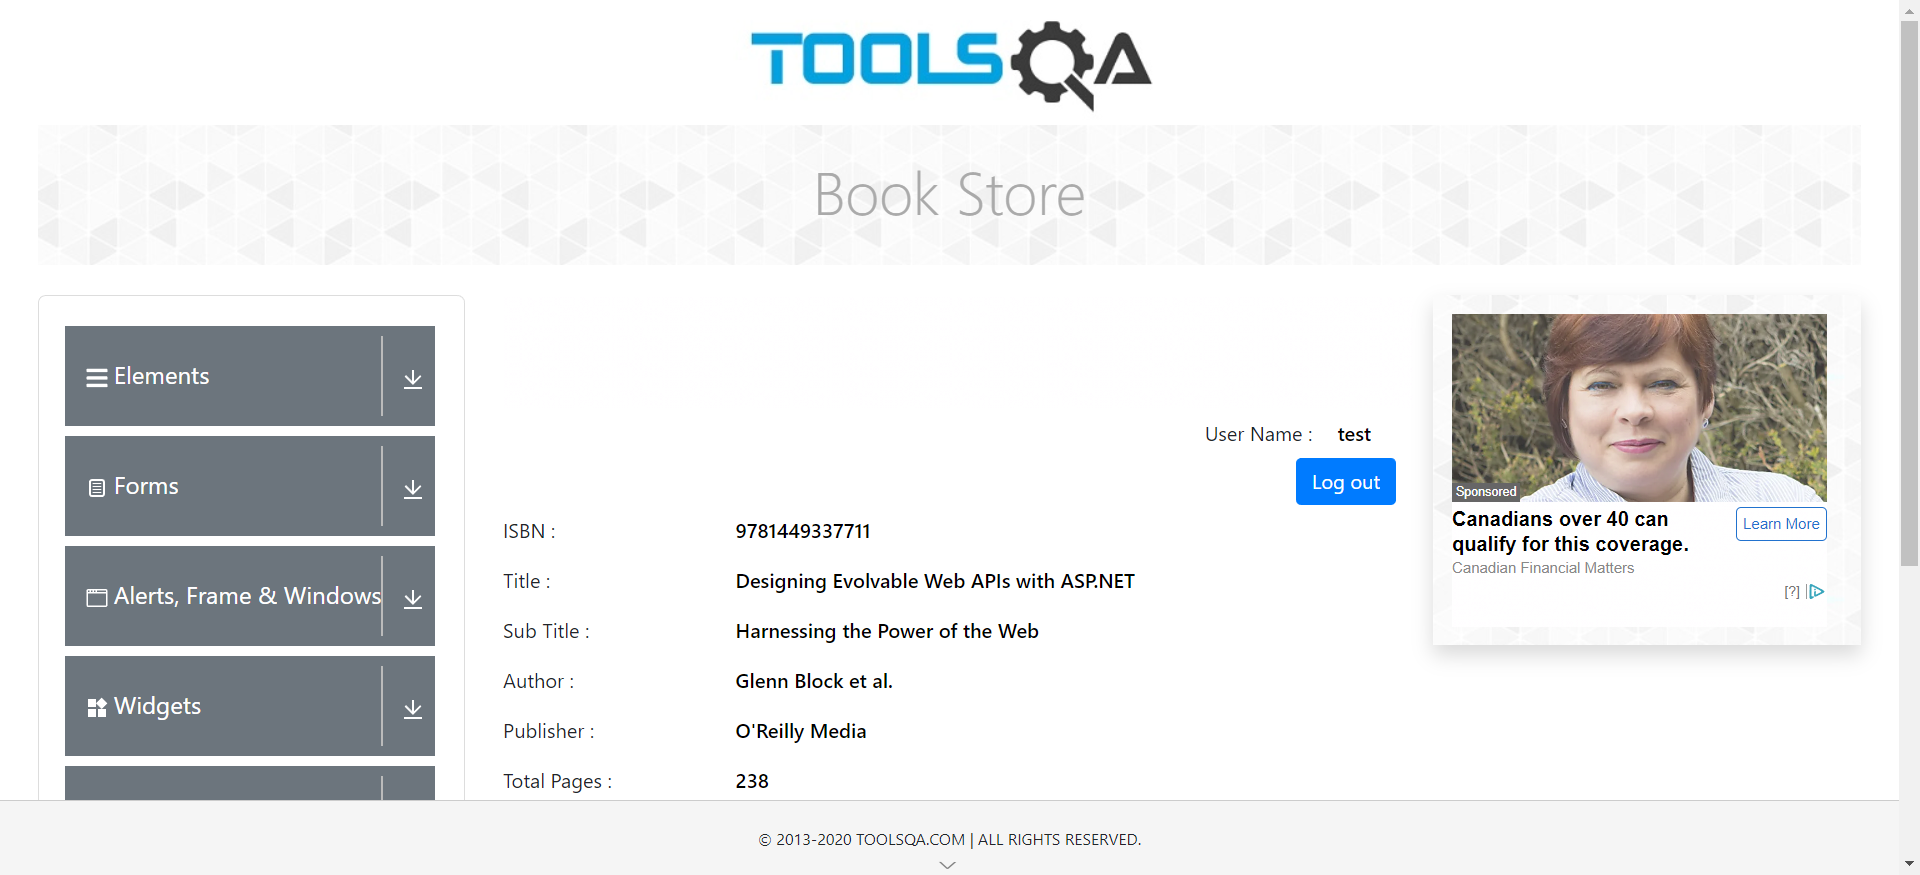 TOOLSQA
Book Store
Elements
Forms
Alerts, Frame & Windows
Widgets
User Name : test
Log out
ISBN : 9781449337711
Title : Designing Evolvable Web APIs with ASP.NET
Sub Title : Harnessing the Power of the Web
Author : Glenn Block et al.
Publisher : O'Reilly Media
Total Pages : 238
Sponsored
Canadians over 40 can
qualify for this coverage.
Learn More
Canadian Financial Matters
[?]
© 2013-2020 TOOLSQA.COM | ALL RIGHTS RESERVED.